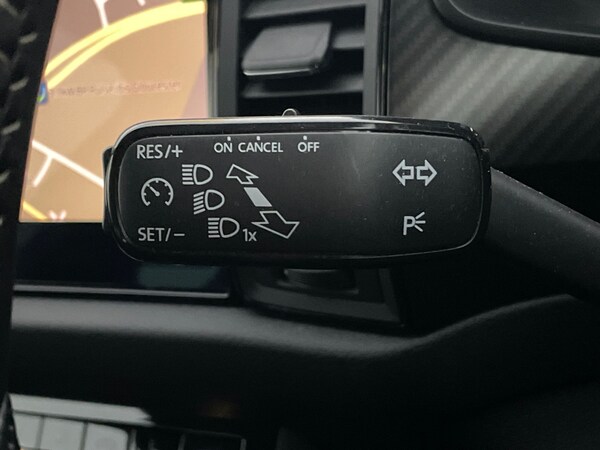 RES/+ ON CANCEL OFF
SET/- 1x P